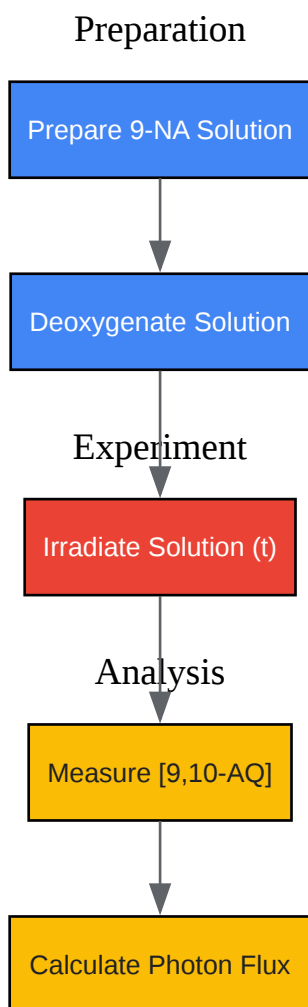 Preparation
Prepare 9-NA Solution
Deoxygenate Solution
Experiment
Irradiate Solution (t)
Analysis
Measure [9,10-AQ]
Calculate Photon Flux